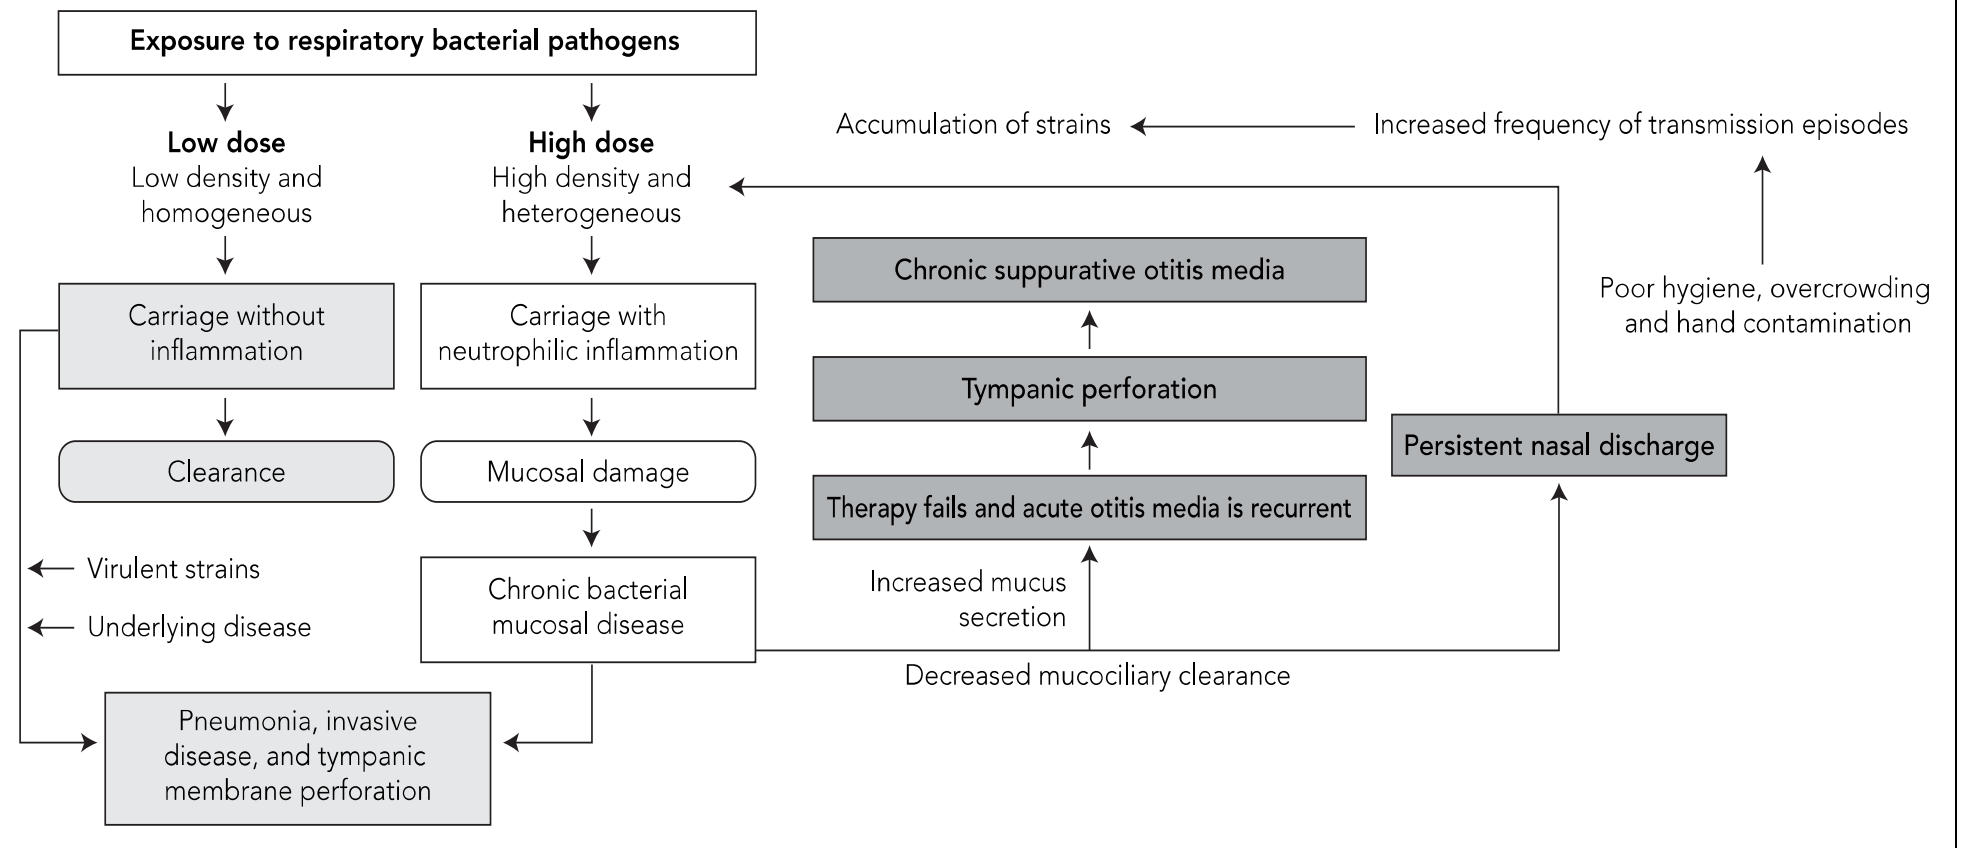 Exposure to respiratory bacterial pathogens
Low dose
Low density and
homogeneous
High dose
High density and
heterogeneous
Accumulation of strains
Increased frequency of transmission episodes
Poor hygiene, overcrowding
and hand contamination
Carriage without
inflammation
Carriage with
neutrophilic inflammation
Chronic suppurative otitis media
Tympanic perforation
Therapy fails and acute otitis media is recurrent
Persistent nasal discharge
Clearance
Mucosal damage
Virulent strains
Underlying disease
Chronic bacterial
mucosal disease
Increased mucus
secretion
Decreased mucociliary clearance
Pneumonia, invasive
disease, and tympanic
membrane perforation